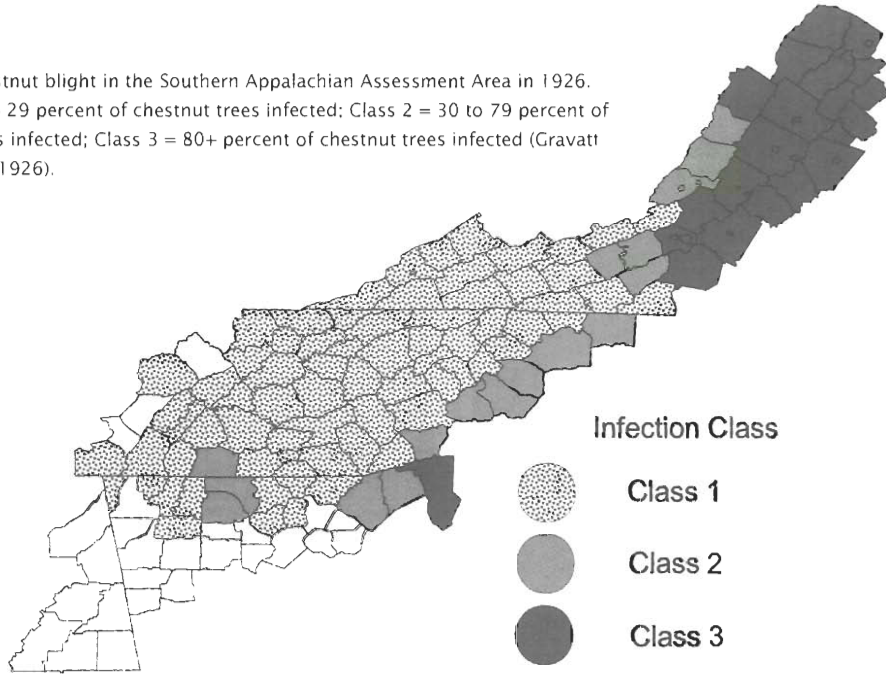 stnut blight in the Southern Appalachian Assessment Area in 1926.
29 percent of chestnut trees infected; Class 2 = 30 to 79 percent of
s infected; Class 3 = 80+ percent of chestnut trees infected (Gravatt
1926).
Infection Class
Class 1
Class 2
Class 3